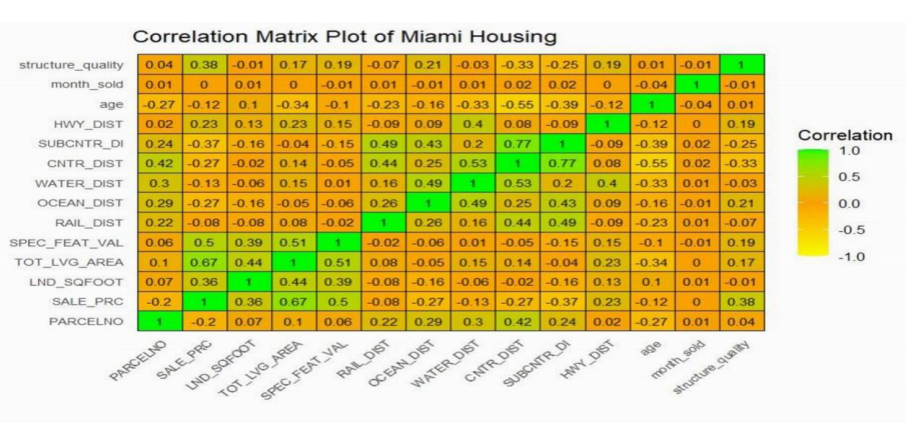 Correlation Matrix Plot of Miami Housing
structure_quality 0.04 0.38 -0.01 0.17 0.19 -0.07 0.21 -0.03 -0.33 -0.25 0.19 0.01 -0.01 1
month_sold 0.01 0 0.01 0 -0.01 0.01 -0.01 0.01 0.02 0.02 0 -0.04 1 -0.01
age -0.27 -0.12 0.1 -0.34 -0.1 -0.23 -0.16 -0.33 -0.55 -0.39 -0.12 1 -0.04 0.01
HWY_DIST 0.02 0.23 0.13 0.23 0.15 -0.09 0.09 0.4 0.08 -0.09 1 -0.12 0 0.19
SUBCNTR_DI 0.24 -0.37 -0.16 -0.04 -0.15 0.49 0.43 0.2 0.77 1 -0.09 -0.39 0.02 -0.25
CNTR_DIST 0.42 -0.27 -0.02 0.14 -0.05 0.44 0.25 0.53 1 0.77 0.08 -0.55 0.02 -0.33
WATER_DIST 0.3 -0.13 -0.06 0.15 0.01 0.16 0.49 1 0.53 0.2 0.4 -0.33 0.01 -0.03
OCEAN_DIST 0.29 -0.27 -0.16 -0.05 -0.06 0.26 1 0.49 0.25 0.43 0.09 -0.16 -0.01 0.21
RAIL_DIST 0.22 -0.08 -0.08 0.08 -0.02 1 0.26 0.16 0.44 0.49 -0.09 -0.23 0.01 -0.07
SPEC_FEAT_VAL 0.06 0.5 0.39 0.51 1 -0.02 -0.06 0.01 -0.05 -0.15 0.15 -0.1 -0.01 0.19
TOT_LVG_AREA 0.1 0.67 0.44 1 0.51 0.08 -0.05 0.15 0.14 -0.04 0.23 -0.34 0 0.17
LND_SQFOOT 0.07 0.36 1 0.44 0.39 -0.08 -0.16 -0.06 -0.02 -0.16 0.13 0.1 0.01 -0.01
SALE_PRC -0.2 1 0.36 0.67 0.5 -0.08 -0.27 -0.13 -0.27 -0.37 0.23 -0.12 0 0.38
PARCELNO 1 -0.2 0.07 0.1 0.06 0.22 0.29 0.3 0.42 0.24 0.02 -0.27 0.01 0.04
PARCELNO SALE_PRC LND_SQFOOT TOT_LVG_AREA SPEC_FEAT_VAL RAIL_DIST OCEAN_DIST WATER_DIST CNTR_DIST SUBCNTR_DI HWY_DIST age month_sold structure_quality
Correlation
1.0
0.5
0.0
-0.5
-1.0